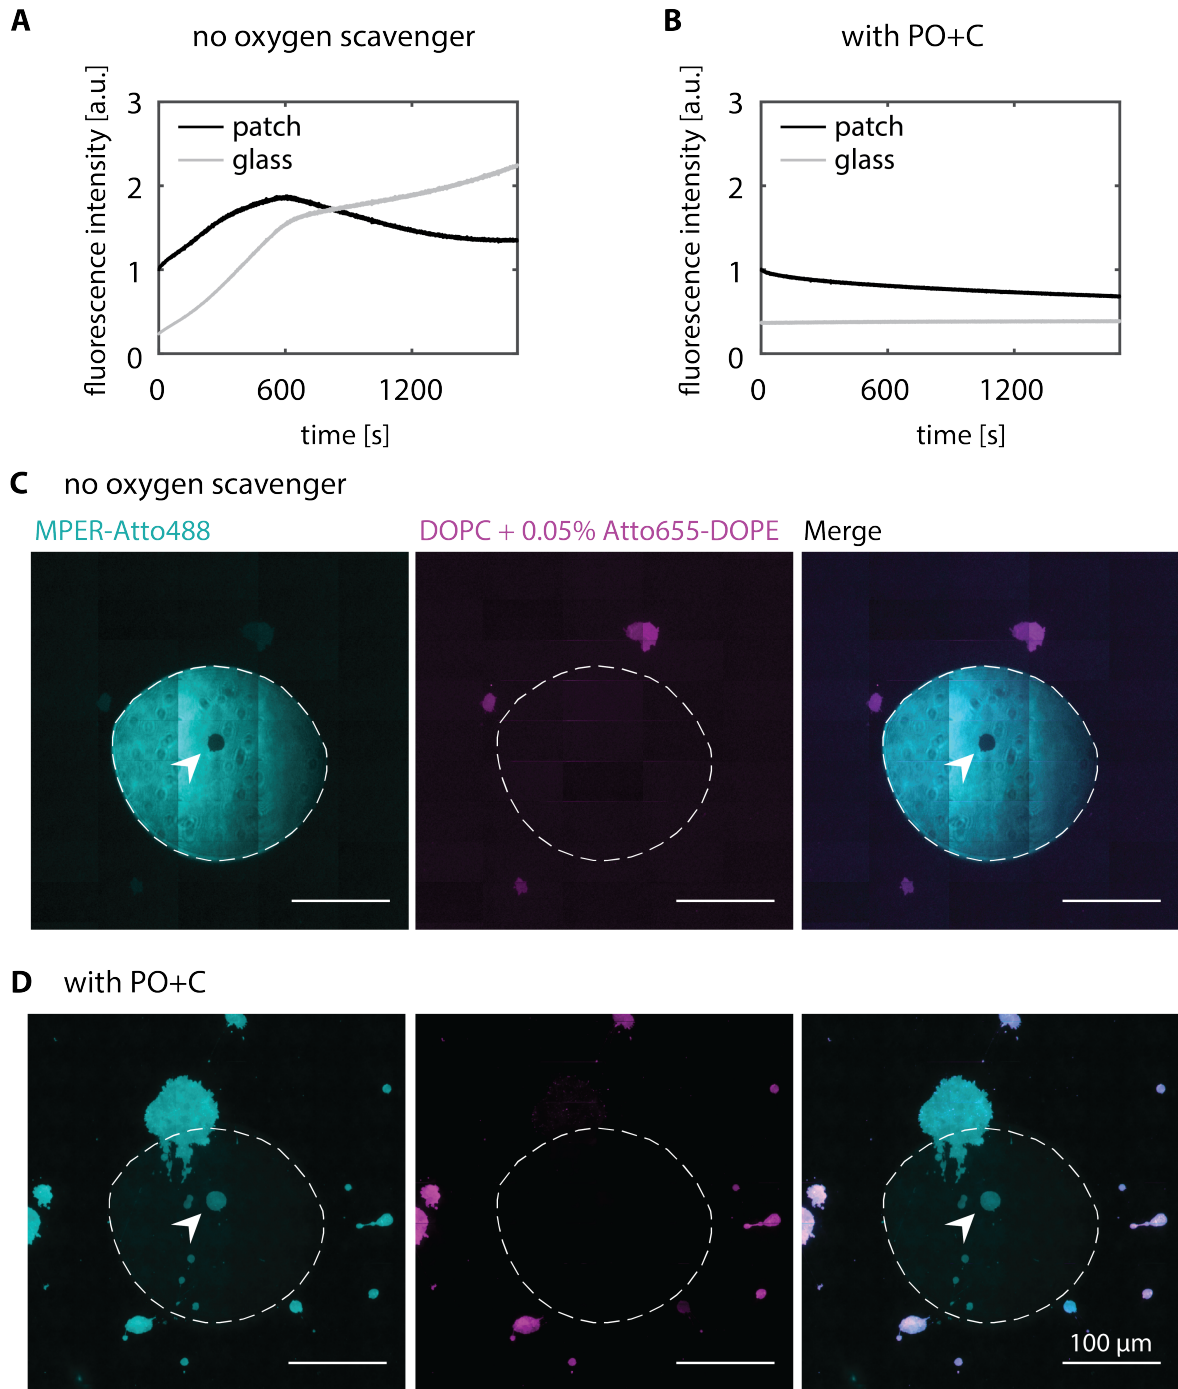 A
no oxygen scavenger
fluorescence intensity [a.u.]
3
2
1
0
patch
glass
0 600 1200
time [s]
B
with PO+C
fluorescence intensity [a.u.]
3
2
1
0
patch
glass
0 600 1200
time [s]
C no oxygen scavenger
MPER-Atto488 DOPC + 0.05% Atto655-DOPE Merge
D with PO+C
100 µm